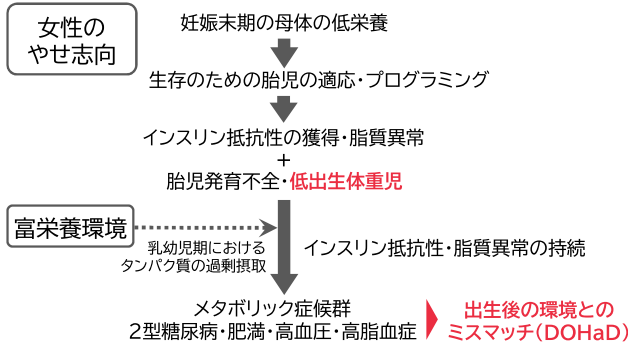 女性の
やせ志向
妊娠末期の母体の低栄養
生存のための胎児の適応・プログラミング
インスリン抵抗性の獲得・脂質異常
+
胎児発育不全・低出生体重児
富栄養環境
乳幼児期における
タンパク質の過剰摂取
インスリン抵抗性・脂質異常の持続
メタボリック症候群
2型糖尿病・肥満・高血圧・高脂血症
出生後の環境との
ミスマッチ(DOHaD)